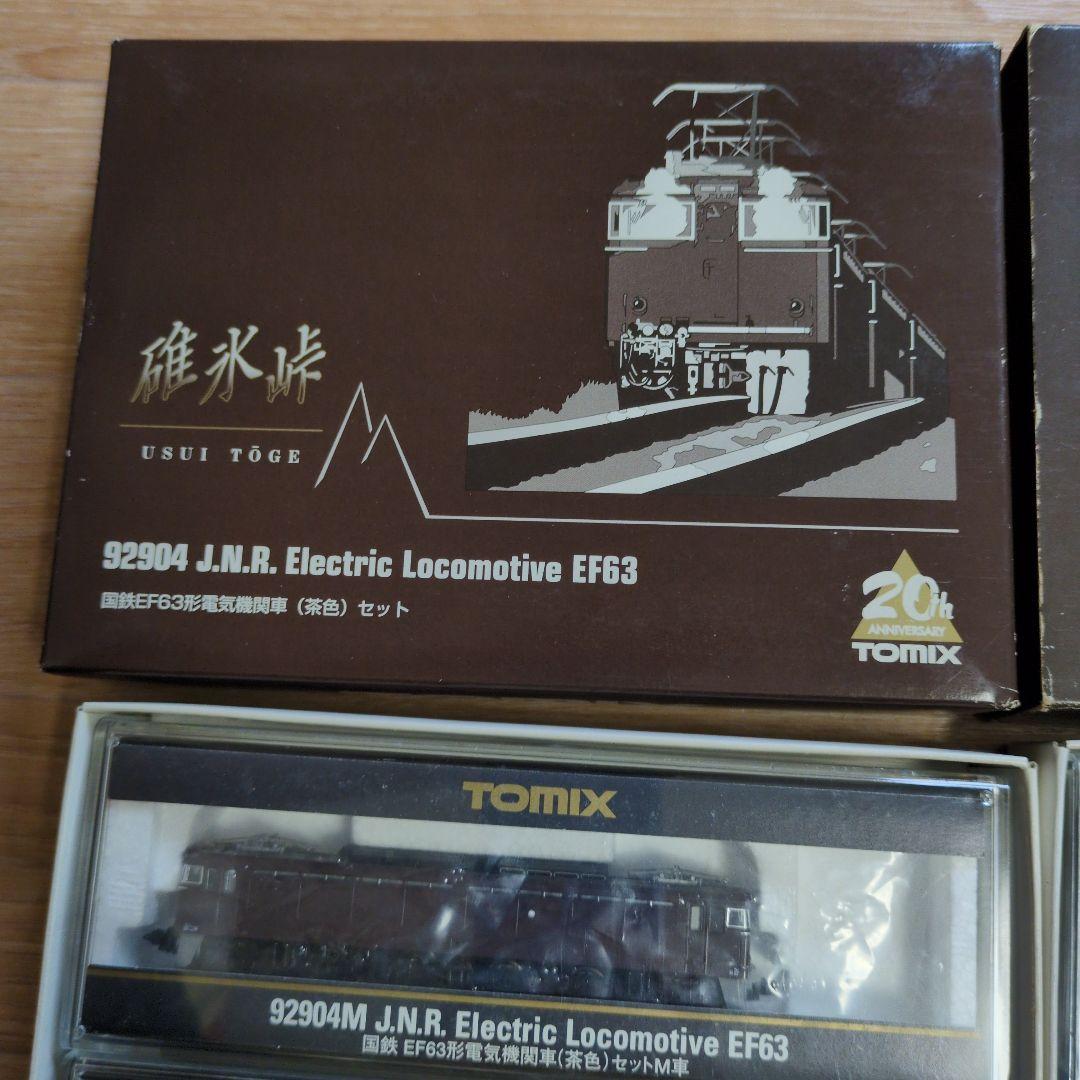 碓氷峠
USUI TŌGE
92904 J.N.R. Electric Locomotive EF63
国鉄EF63形電気機関車（茶色）セット
20th
ANNIVERSARY
TOMIX
TOMIX
92904M J.N.R. Electric Locomotive EF63
国鉄 EF63形電気機関車(茶色)セットM車